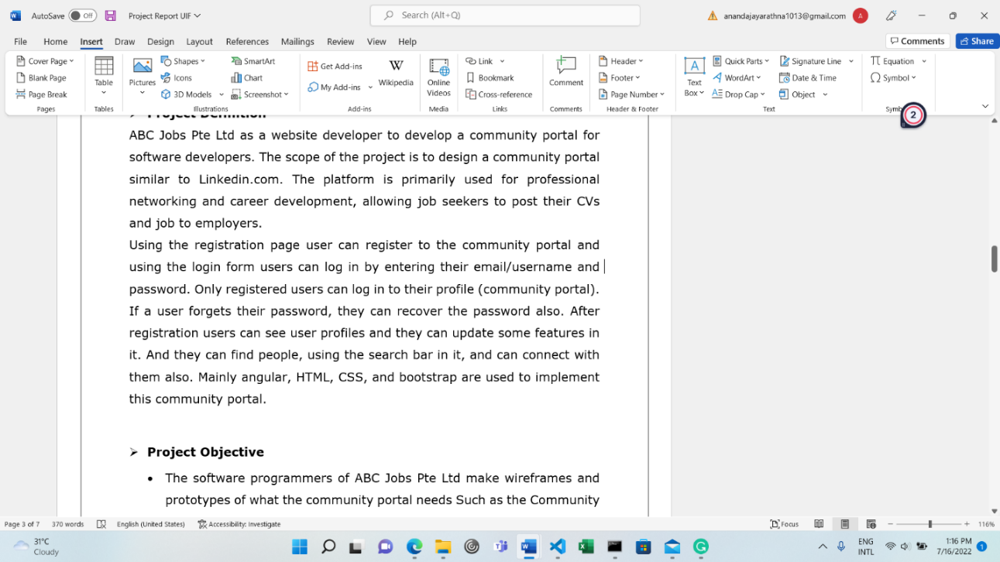 AutoSave Off Project Report UIF Search (Alt+Q) anandajayarathna1013@gmail.com A
File Home Insert Draw Design Layout References Mailings Review View Help Comments Share
Cover Page
Blank Page
Page Break
Pages
Table
Tables
Pictures
Shapes
Icons
3D Models
SmartArt
Chart
Screenshot
Illustrations
Get Add-ins
My Add-ins
W
Wikipedia
Add-ins
Online
Videos
Media
Link
Bookmark
Cross-reference
Links
Comment
Comments
Header
Footer
Page Number
Header & Footer
Text
Box
Quick Parts
WordArt
Drop Cap
Signature Line
Date & Time
Object
Text
Equation
Symbol
2
Project Definition
ABC Jobs Pte Ltd as a website developer to develop a community portal for
software developers. The scope of the project is to design a community portal
similar to Linkedin.com. The platform is primarily used for professional
networking and career development, allowing job seekers to post their CVs
and job to employers.
Using the registration page user can register to the community portal and
using the login form users can log in by entering their email/username and
password. Only registered users can log in to their profile (community portal).
If a user forgets their password, they can recover the password also. After
registration users can see user profiles and they can update some features in
it. And they can find people, using the search bar in it, and can connect with
them also. Mainly angular, HTML, CSS, and bootstrap are used to implement
this community portal.
Project Objective
The software programmers of ABC Jobs Pte Ltd make wireframes and
prototypes of what the community portal needs Such as the Community
Page 3 of 7 370 words English (United States) Accessibility: Investigate Focus 116%
31°C
Cloudy
ENG
INTL
1:16 PM
7/16/2022
1